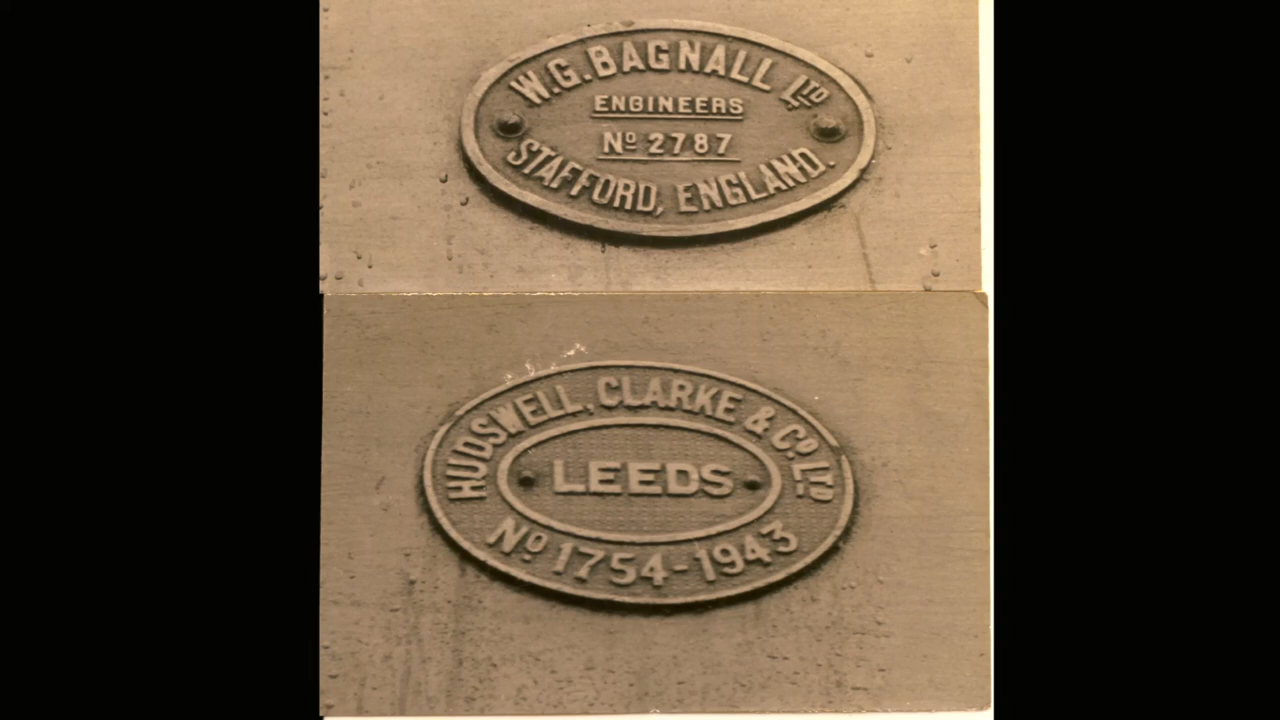 W.G. BAGNALL LTD
ENGINEERS
No 2787
STAFFORD, ENGLAND.
HUDSWELL, CLARKE & Co. LTD
LEEDS
No 1754-1943